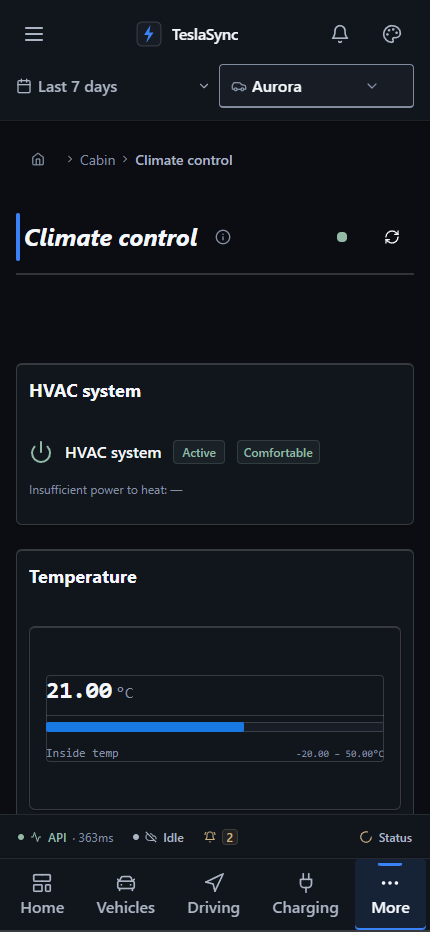 TeslaSync
Last 7 days
Aurora
Cabin
Climate control
Climate control
HVAC system
HVAC system
Active
Comfortable
Insufficient power to heat: —
Temperature
21.00 °C
Inside temp
-20.00 – 50.00°C
API · 363ms
Idle
2
Status
Home
Vehicles
Driving
Charging
More